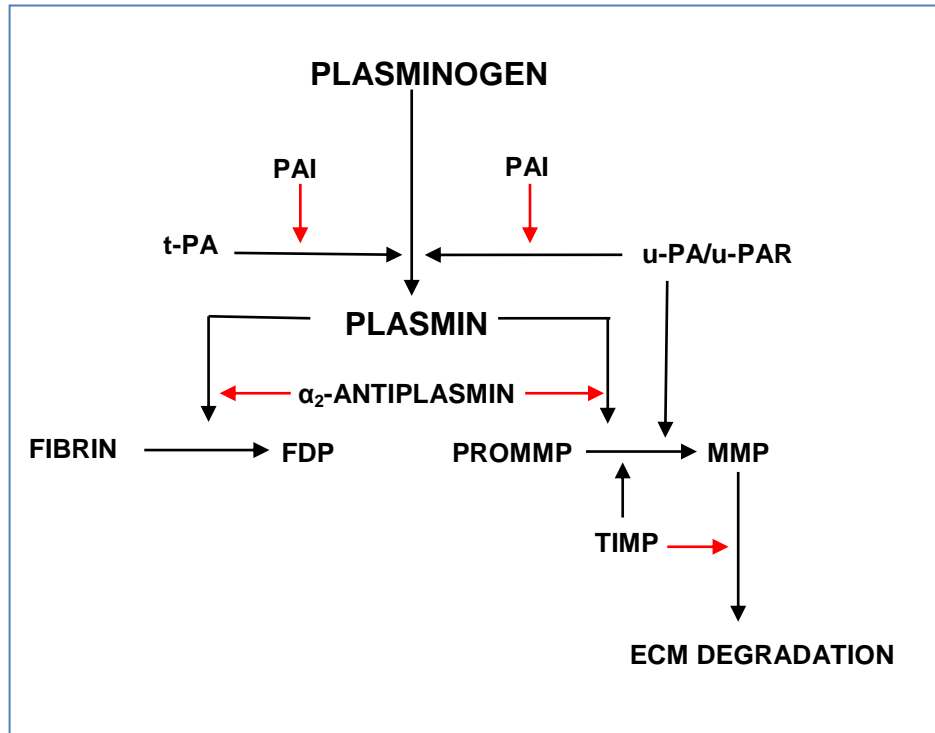 PLASMINOGEN
PAI
PAI
t-PA
u-PA/u-PAR
PLASMIN
α₂-ANTIPLASMIN
FIBRIN
FDP
PROMMP
MMP
TIMP
ECM DEGRADATION